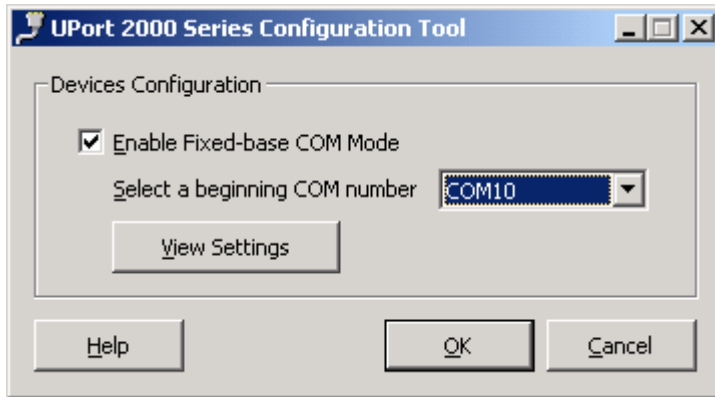 UPort 2000 Series Configuration Tool
Devices Configuration
Enable Fixed-base COM Mode
Select a beginning COM number COM10
View Settings
Help OK Cancel